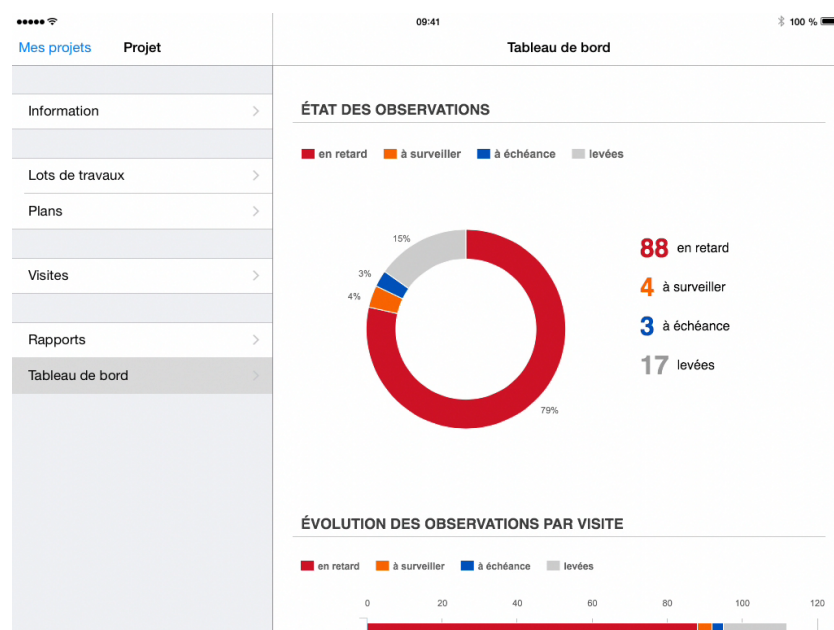 09:41
100 %
Mes projets
Projet
Tableau de bord
Information
Lots de travaux
Plans
Visites
Rapports
Tableau de bord
ÉTAT DES OBSERVATIONS
en retard à surveiller à échéance levées
15%
3%
4%
79%
88 en retard
4 à surveiller
3 à échéance
17 levées
ÉVOLUTION DES OBSERVATIONS PAR VISITE
en retard à surveiller à échéance levées
0 20 40 60 80 100 120